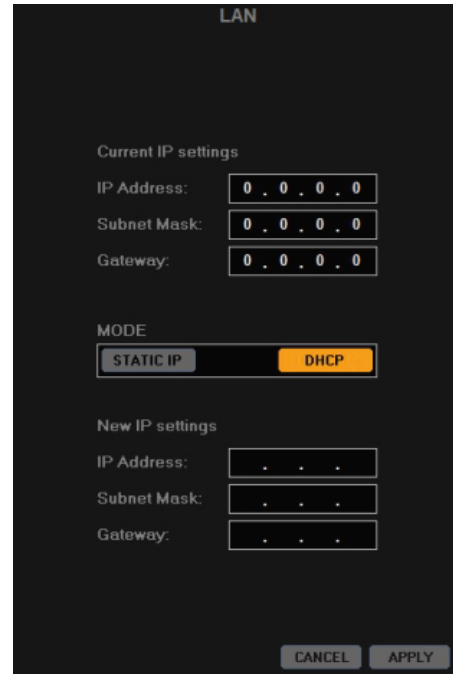 LAN
Current IP settings
IP Address: 0 . 0 . 0 . 0
Subnet Mask: 0 . 0 . 0 . 0
Gateway: 0 . 0 . 0 . 0
MODE
STATIC IP DHCP
New IP settings
IP Address: . . .
Subnet Mask: . . .
Gateway: . . .
CANCEL APPLY